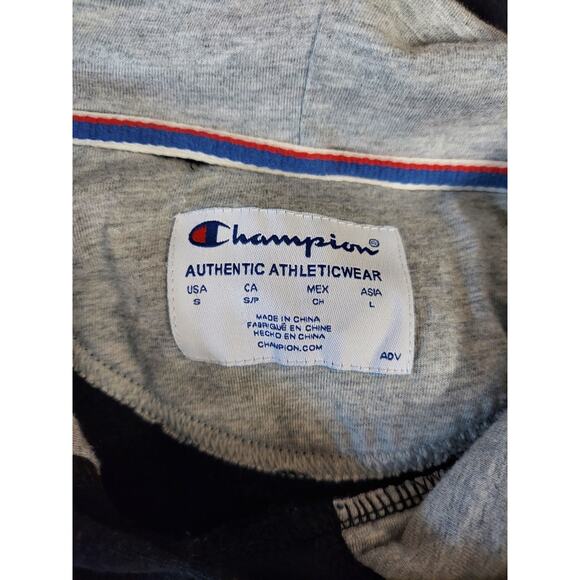 Champion®
AUTHENTIC ATHLETICWEAR
USA CA MEX ASIA
S S/P CH L
MADE IN CHINA
FABRIQUÉ EN CHINE
HECHO EN CHINA
CHAMPION.COM
ADV